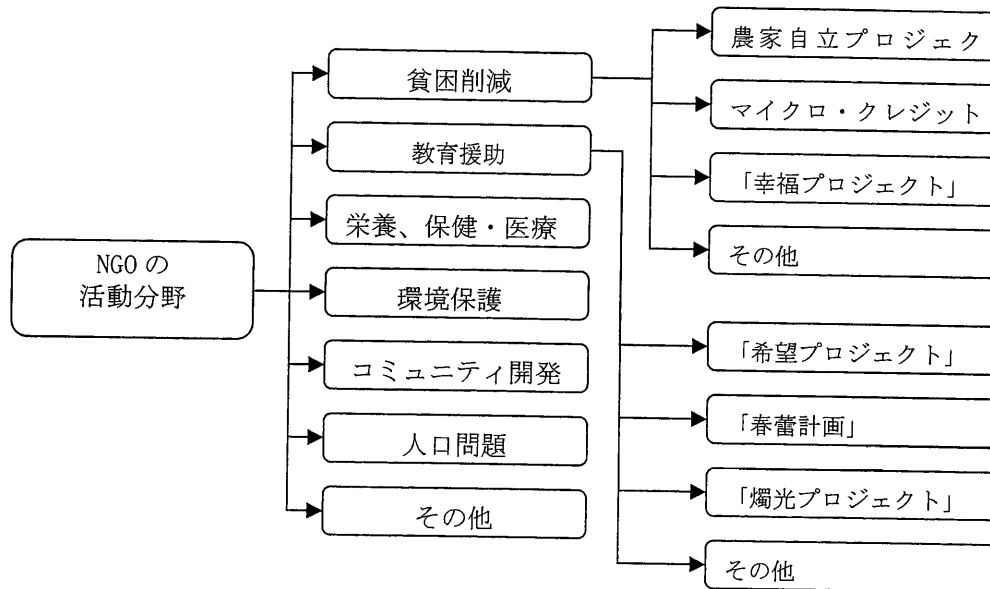 NGO の
活動分野
貧困削減
教育援助
栄養、保健・医療
環境保護
コミュニティ開発
人口問題
その他
農家自立プロジェク
マイクロ・クレジット
「幸福プロジェクト」
その他
「希望プロジェクト」
「春蕾計画」
「燭光プロジェクト」
その他